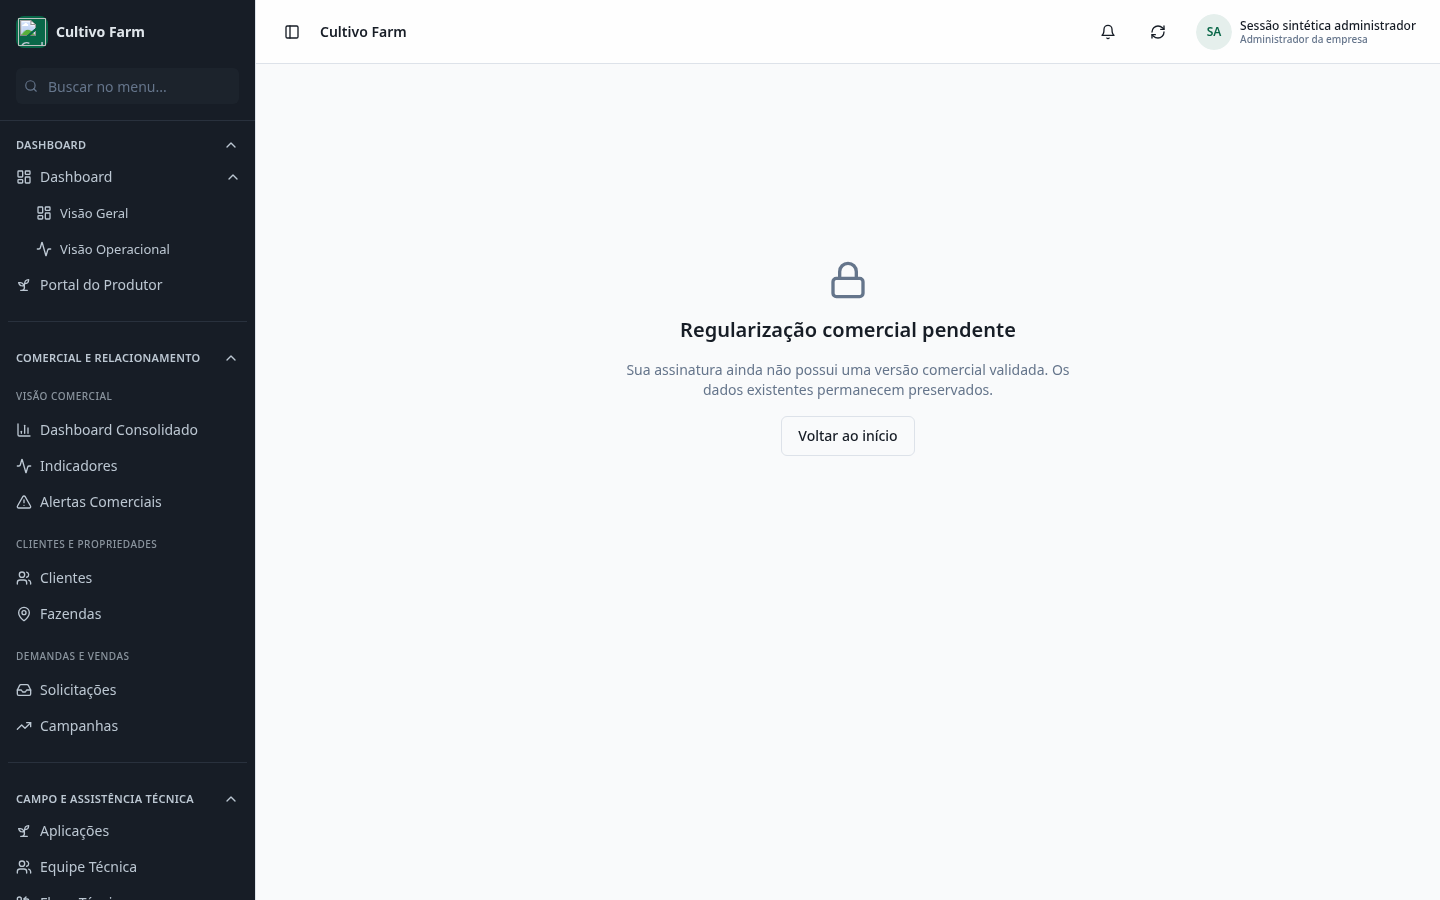 Cultivo Farm
Buscar no menu...
DASHBOARD
Dashboard
Visão Geral
Visão Operacional
Portal do Produtor
COMERCIAL E RELACIONAMENTO
VISÃO COMERCIAL
Dashboard Consolidado
Indicadores
Alertas Comerciais
CLIENTES E PROPRIEDADES
Clientes
Fazendas
DEMANDAS E VENDAS
Solicitações
Campanhas
CAMPO E ASSISTÊNCIA TÉCNICA
Aplicações
Equipe Técnica
Cultivo Farm
SA
Sessão sintética administrador
Administrador da empresa
Regularização comercial pendente
Sua assinatura ainda não possui uma versão comercial validada. Os
dados existentes permanecem preservados.
Voltar ao início